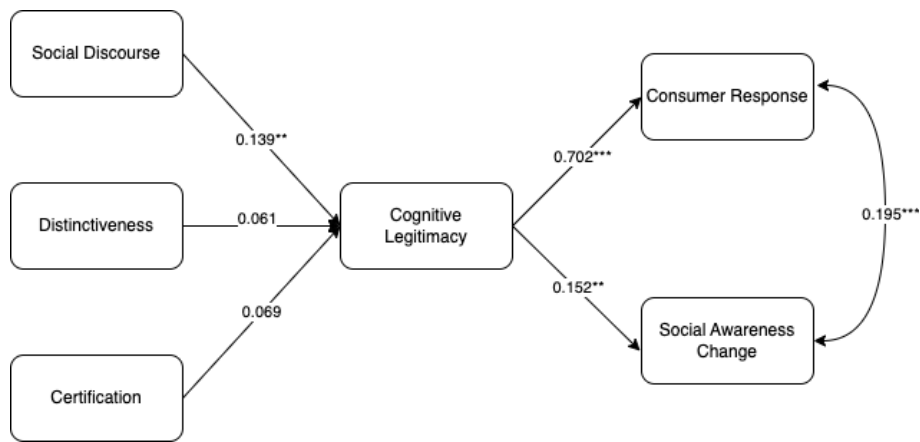 Social Discourse
Consumer Response
0.139**
0.702***
Distinctiveness
0.061
Cognitive
Legitimacy
0.195***
0.152**
0.069
Social Awareness
Change
Certification